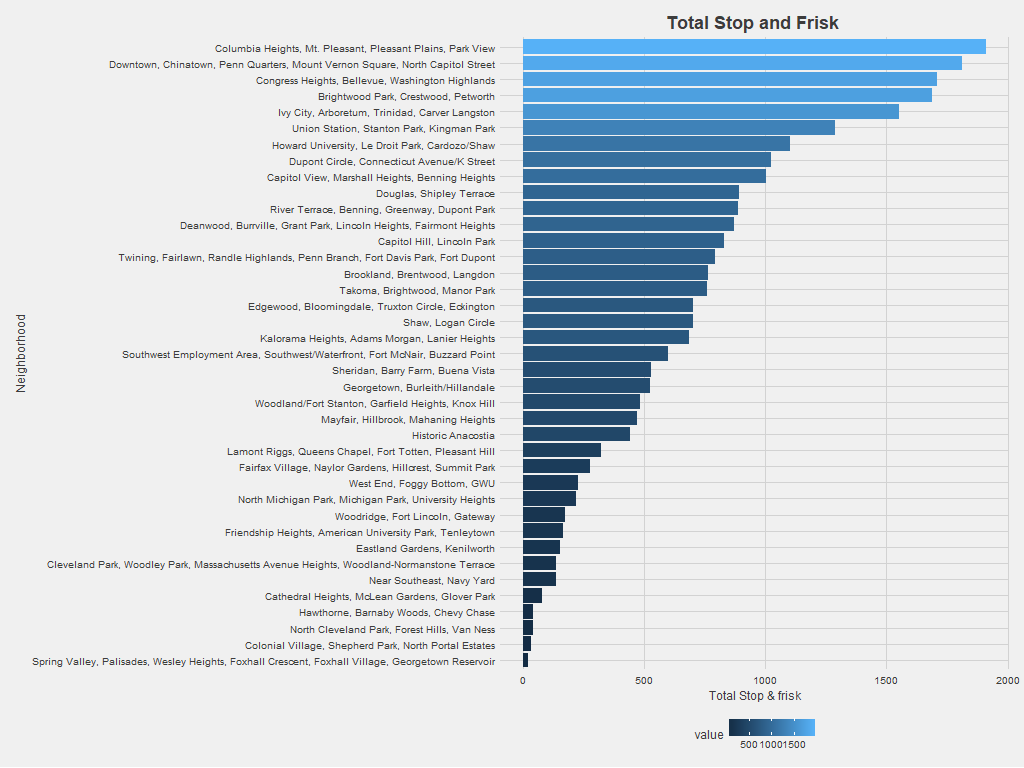 Total Stop and Frisk
Columbia Heights, Mt. Pleasant, Pleasant Plains, Park View
Downtown, Chinatown, Penn Quarters, Mount Vernon Square, North Capitol Street
Congress Heights, Bellevue, Washington Highlands
Brightwood Park, Crestwood, Petworth
Ivy City, Arboretum, Trinidad, Carver Langston
Union Station, Stanton Park, Kingman Park
Howard University, Le Droit Park, Cardozo/Shaw
Dupont Circle, Connecticut Avenue/K Street
Capitol View, Marshall Heights, Benning Heights
Douglas, Shipley Terrace
River Terrace, Benning, Greenway, Dupont Park
Deanwood, Burrville, Grant Park, Lincoln Heights, Fairmont Heights
Capitol Hill, Lincoln Park
Twining, Fairlawn, Randle Highlands, Penn Branch, Fort Davis Park, Fort Dupont
Brookland, Brentwood, Langdon
Takoma, Brightwood, Manor Park
Edgewood, Bloomingdale, Truxton Circle, Eckington
Shaw, Logan Circle
Kalorama Heights, Adams Morgan, Lanier Heights
Southwest Employment Area, Southwest/Waterfront, Fort McNair, Buzzard Point
Sheridan, Barry Farm, Buena Vista
Georgetown, Burleith/Hillandale
Woodland/Fort Stanton, Garfield Heights, Knox Hill
Mayfair, Hillbrook, Mahaning Heights
Historic Anacostia
Lamont Riggs, Queens Chapel, Fort Totten, Pleasant Hill
Fairfax Village, Naylor Gardens, Hillcrest, Summit Park
West End, Foggy Bottom, GWU
North Michigan Park, Michigan Park, University Heights
Woodridge, Fort Lincoln, Gateway
Friendship Heights, American University Park, Tenleytown
Eastland Gardens, Kenilworth
Cleveland Park, Woodley Park, Massachusetts Avenue Heights, Woodland-Normanstone Terrace
Near Southeast, Navy Yard
Cathedral Heights, McLean Gardens, Glover Park
Hawthorne, Barnaby Woods, Chevy Chase
North Cleveland Park, Forest Hills, Van Ness
Colonial Village, Shepherd Park, North Portal Estates
Spring Valley, Palisades, Wesley Heights, Foxhall Crescent, Foxhall Village, Georgetown Reservoir
Neighborhood
0 500 1000 1500 2000
Total Stop & frisk
value
500 1000 1500